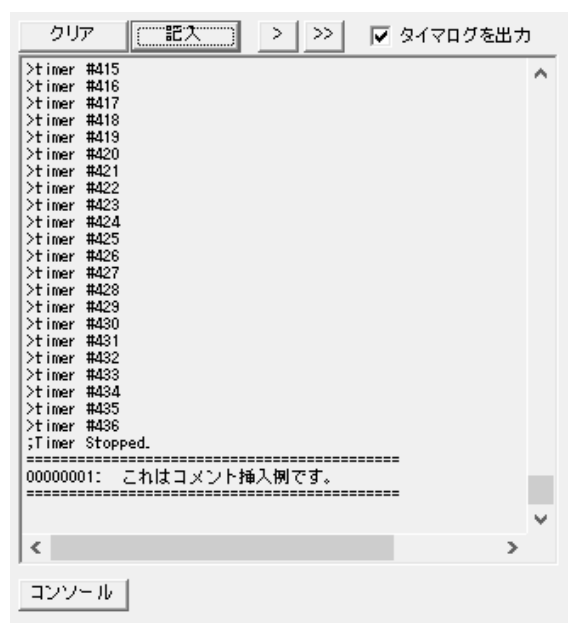 クリア 記入 > >> タイマログを出力
>timer #415
>timer #416
>timer #417
>timer #418
>timer #419
>timer #420
>timer #421
>timer #422
>timer #423
>timer #424
>timer #425
>timer #426
>timer #427
>timer #428
>timer #429
>timer #430
>timer #431
>timer #432
>timer #433
>timer #434
>timer #435
>timer #436
;Timer Stopped.
=============================================
00000001:  これはコメント挿入例です。
=============================================
コンソール